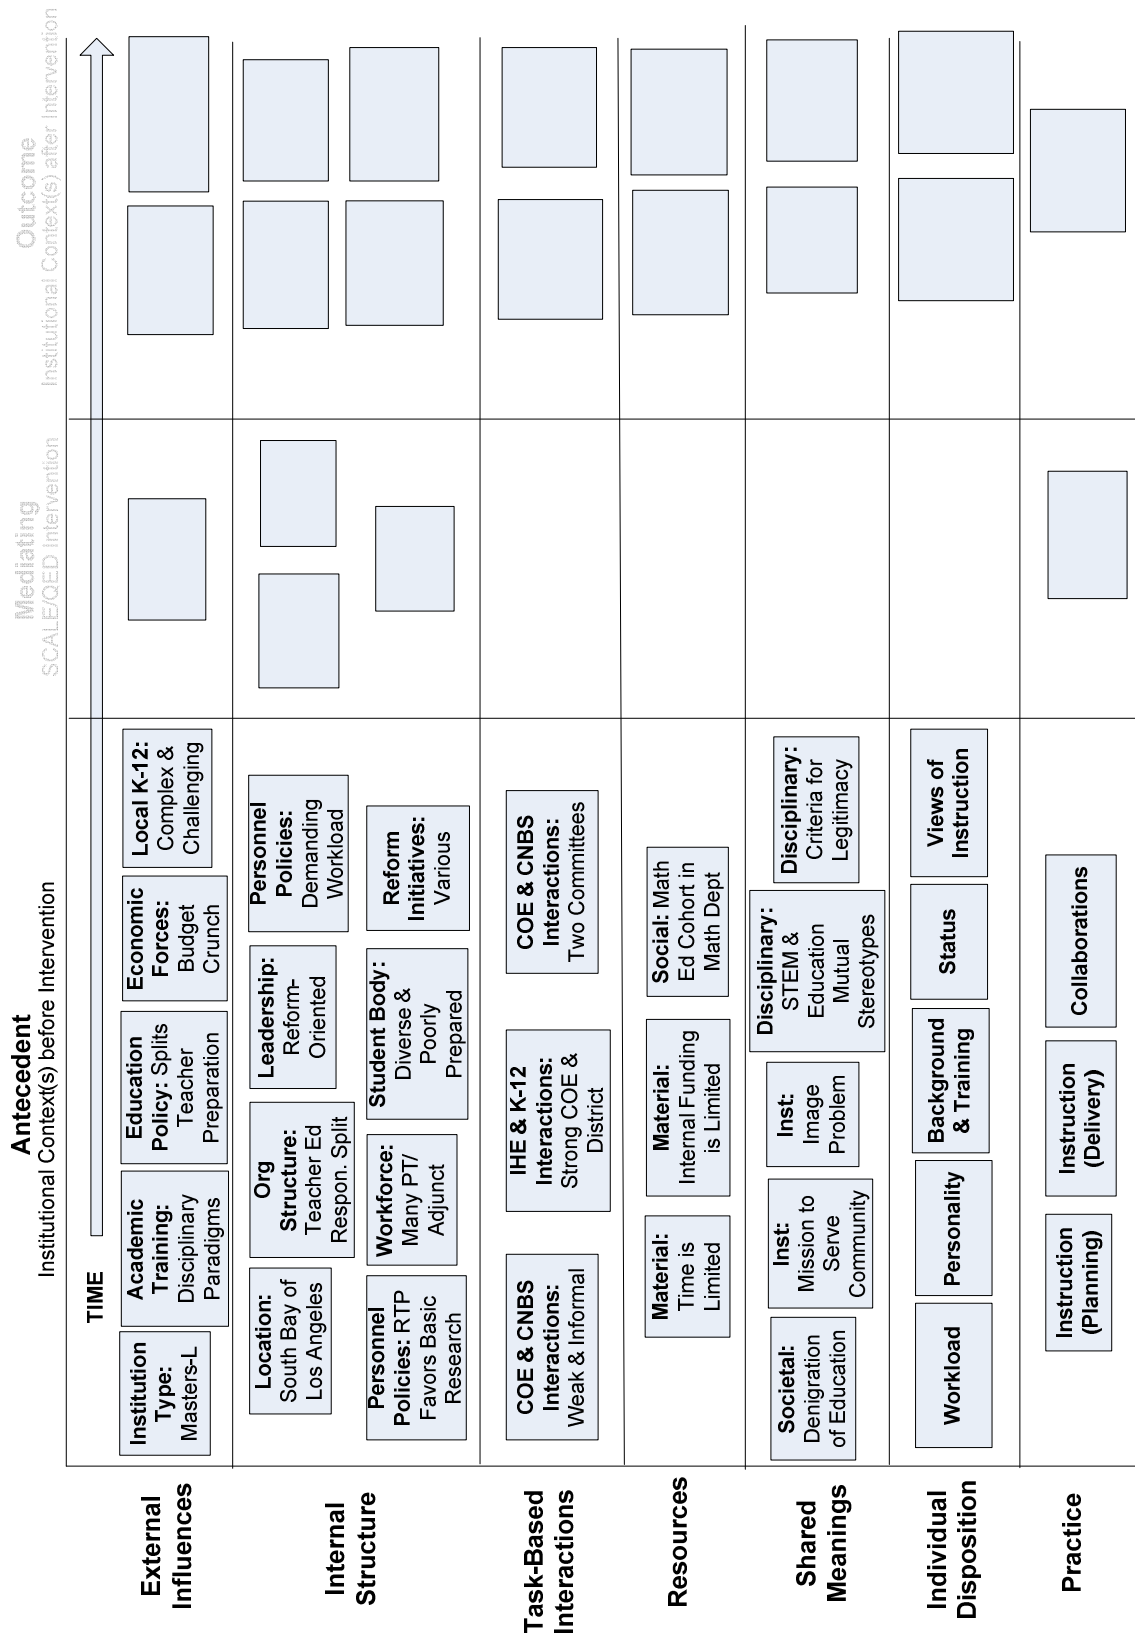 Antecedent
Institutional Context(s) before Intervention
Mediating
SCALE/QED Intervention
Outcome
Institutional Context(s) after Intervention
TIME
External
Influences
Institution
Type:
Masters-L
Academic
Training:
Disciplinary
Paradigms
Education
Policy: Splits
Teacher
Preparation
Economic
Forces:
Budget
Crunch
Local K-12:
Complex &
Challenging
Internal
Structure
Location:
South Bay of
Los Angeles
Org
Structure:
Teacher Ed
Respon. Split
Leadership:
Reform-
Oriented
Personnel
Policies:
Demanding
Workload
Personnel
Policies: RTP
Favors Basic
Research
Workforce:
Many PT/
Adjunct
Student Body:
Diverse &
Poorly
Prepared
Reform
Initiatives:
Various
Task-Based
Interactions
COE & CNBS
Interactions:
Weak & Informal
IHE & K-12
Interactions:
Strong COE &
District
COE & CNBS
Interactions:
Two Committees
Resources
Material:
Time is
Limited
Material:
Internal Funding
is Limited
Social: Math
Ed Cohort in
Math Dept
Shared
Meanings
Societal:
Denigration
of Education
Inst:
Mission to
Serve
Community
Inst:
Image
Problem
Disciplinary:
STEM &
Education
Mutual
Stereotypes
Disciplinary:
Criteria for
Legitimacy
Individual
Disposition
Workload
Personality
Background
& Training
Status
Views of
Instruction
Practice
Instruction
(Planning)
Instruction
(Delivery)
Collaborations